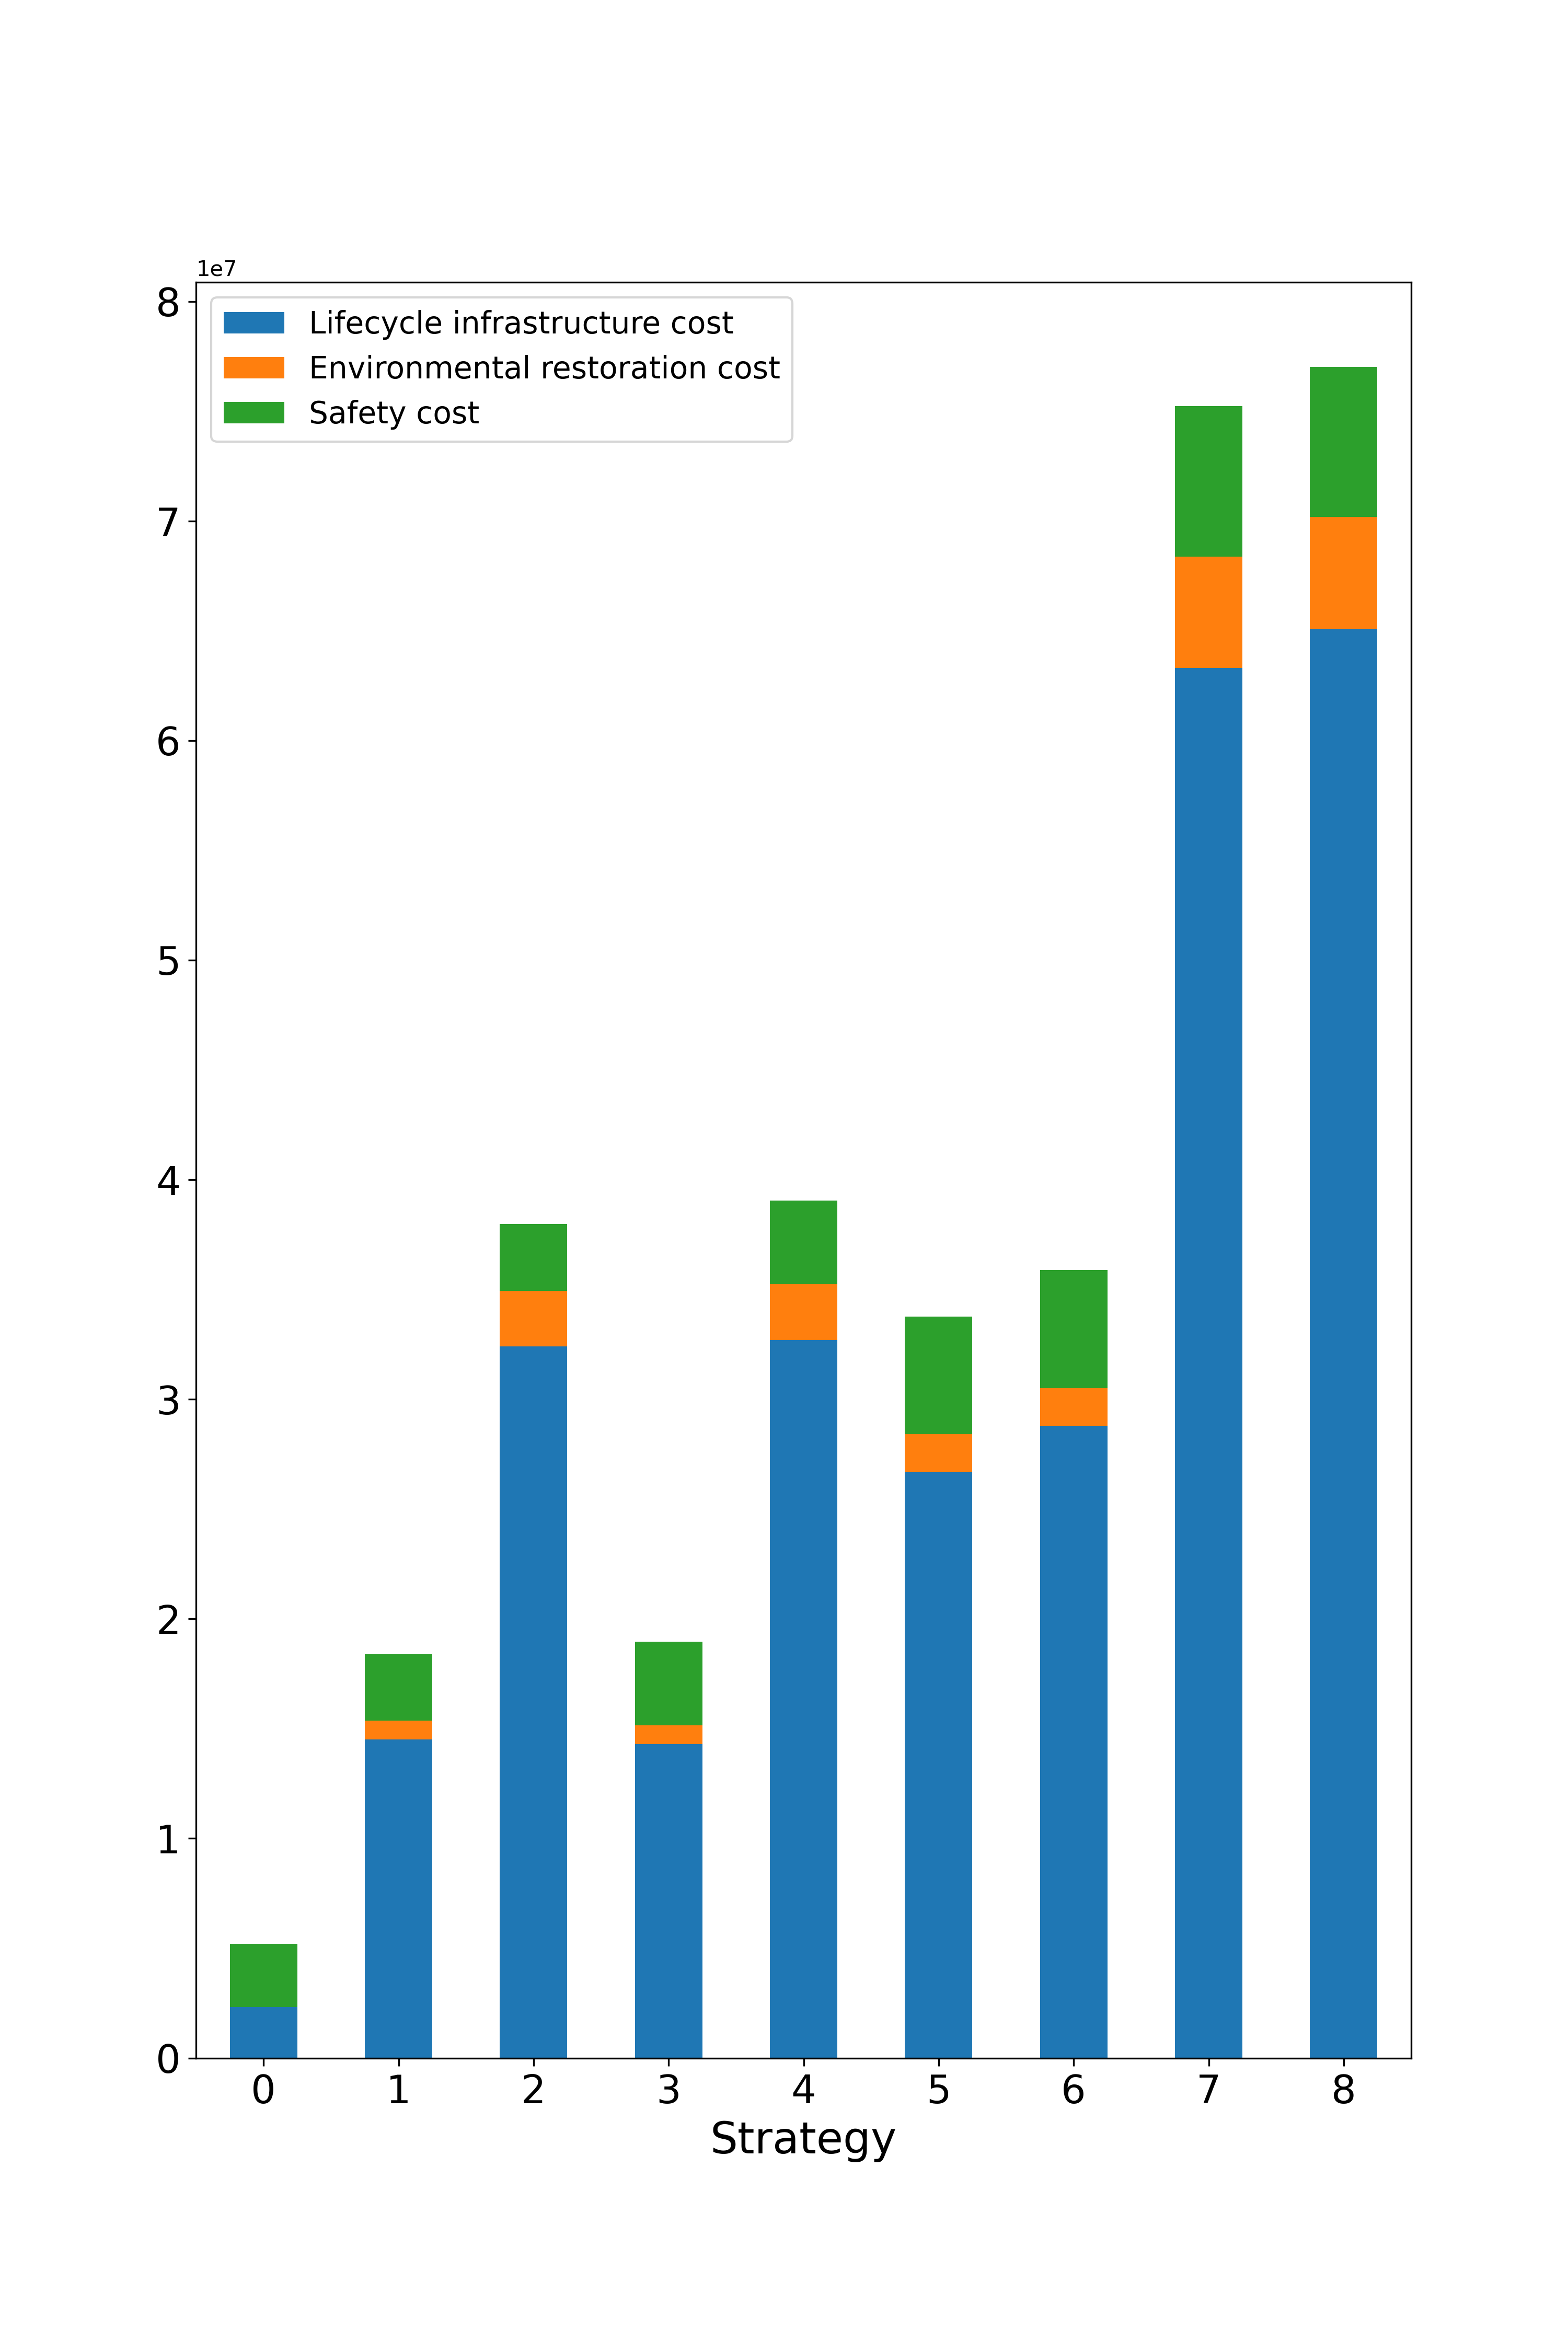 1e7
8
7
6
5
4
3
2
1
0
Lifecycle infrastructure cost
Environmental restoration cost
Safety cost
0 1 2 3 4 5 6 7 8
Strategy